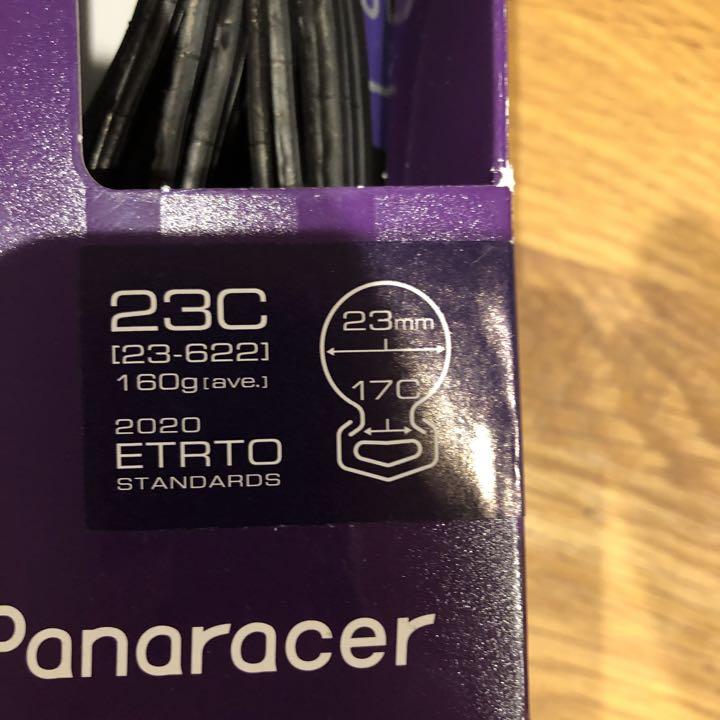 23C
[23-622]
160g[ave.]
2020
ETRTO
STANDARDS
23mm
17C
Panaracer